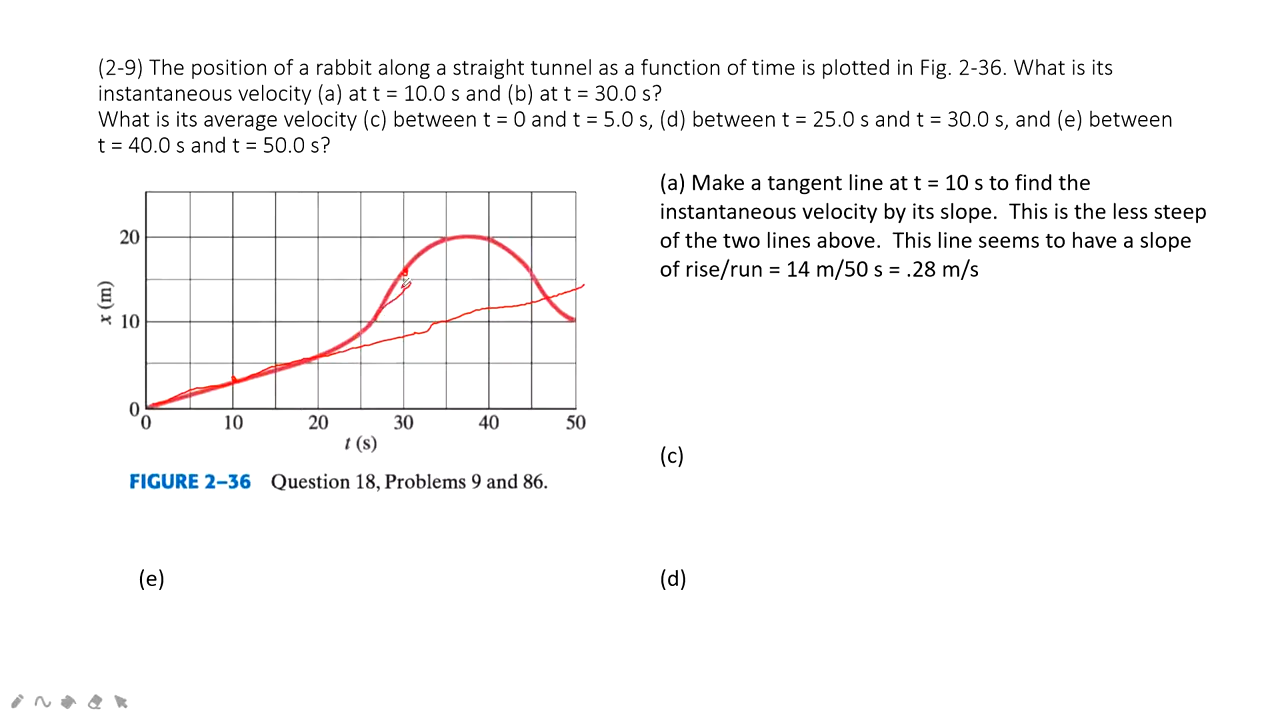 (2-9) The position of a rabbit along a straight tunnel as a function of time is plotted in Fig. 2-36. What is its
instantaneous velocity (a) at t = 10.0 s and (b) at t = 30.0 s?
What is its average velocity (c) between t = 0 and t = 5.0 s, (d) between t = 25.0 s and t = 30.0 s, and (e) between
t = 40.0 s and t = 50.0 s?
(a) Make a tangent line at t = 10 s to find the
instantaneous velocity by its slope. This is the less steep
of the two lines above. This line seems to have a slope
of rise/run = 14 m/50 s = .28 m/s
20
x (m)
10
0
0 10 20 30 40 50
t (s)
FIGURE 2–36 Question 18, Problems 9 and 86.
(c)
(e)
(d)